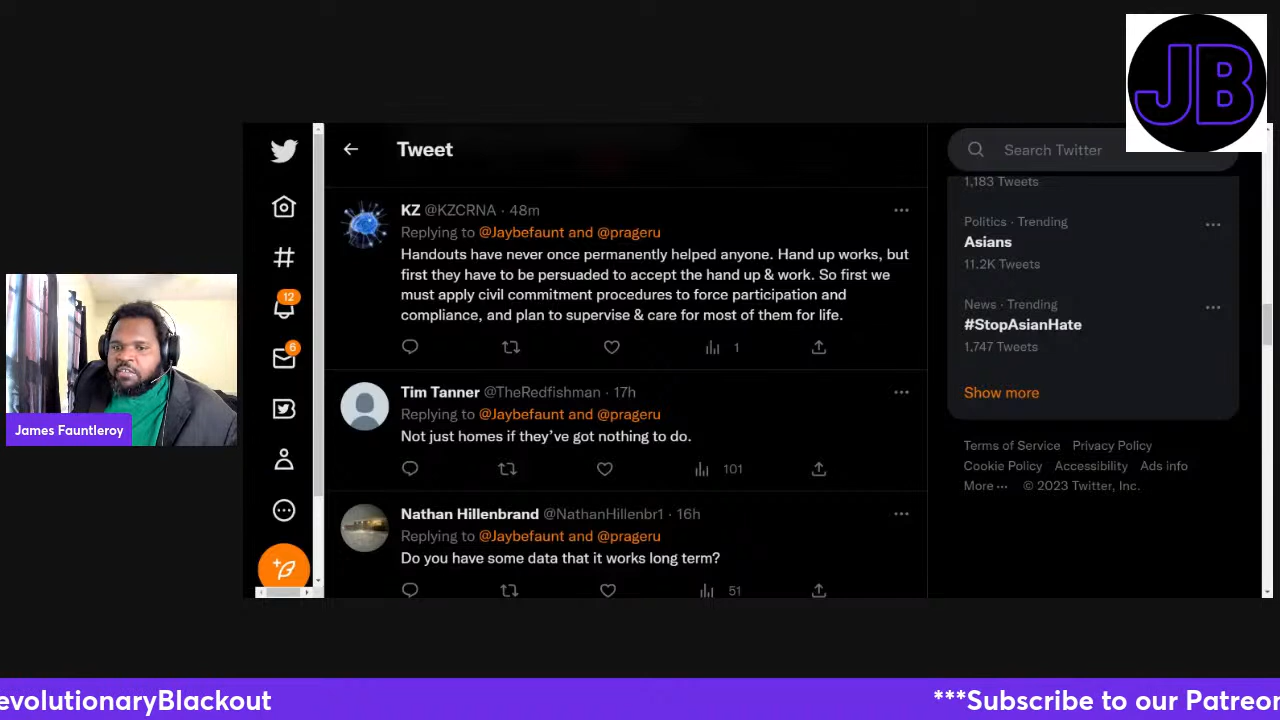 JB
Tweet
Search Twitter
1,183 Tweets
KZ @KZCRNA · 48m
Replying to @Jaybefaunt and @prageru
Handouts have never once permanently helped anyone. Hand up works, but
first they have to be persuaded to accept the hand up & work. So first we
must apply civil commitment procedures to force participation and
compliance, and plan to supervise & care for most of them for life.
1
Politics · Trending
Asians
11.2K Tweets
News · Trending
#StopAsianHate
1,747 Tweets
Show more
12
6
Tim Tanner @TheRedfishman · 17h
Replying to @Jaybefaunt and @prageru
Not just homes if they've got nothing to do.
101
Terms of Service Privacy Policy
Cookie Policy Accessibility Ads info
More ··· © 2023 Twitter, Inc.
Nathan Hillenbrand @NathanHillenbr1 · 16h
Replying to @Jaybefaunt and @prageru
Do you have some data that it works long term?
51
James Fauntleroy
evolutionaryBlackout
***Subscribe to our Patreon